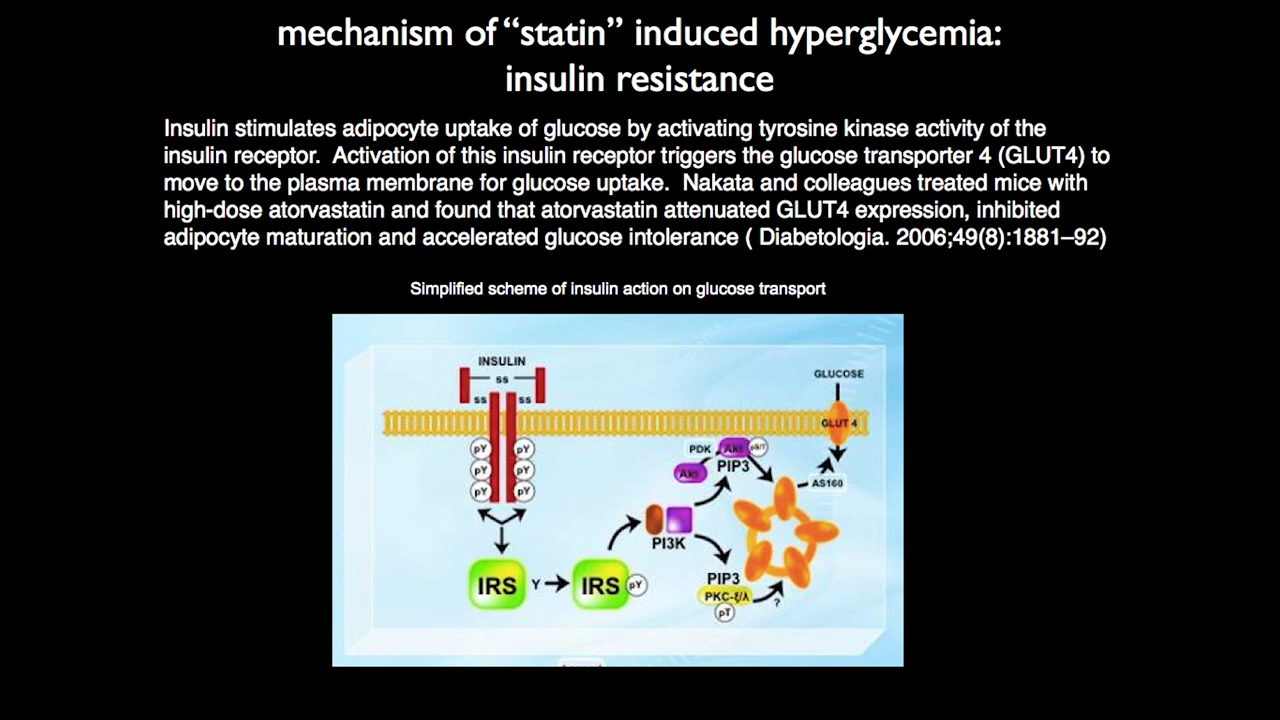 mechanism of “statin” induced hyperglycemia:
insulin resistance
Insulin stimulates adipocyte uptake of glucose by activating tyrosine kinase activity of the
insulin receptor.  Activation of this insulin receptor triggers the glucose transporter 4 (GLUT4) to
move to the plasma membrane for glucose uptake.  Nakata and colleagues treated mice with
high-dose atorvastatin and found that atorvastatin attenuated GLUT4 expression, inhibited
adipocyte maturation and accelerated glucose intolerance ( Diabetologia. 2006;49(8):1881–92)
Simplified scheme of insulin action on glucose transport
INSULIN
ss
ss ss
GLUCOSE
GLUT 4
pY pY
pY pY
pY pY
PDK Akt pS/T
Akt PIP3
AS160
PI3K
IRS Y IRS pY
PIP3
PKC-ξ/λ
pT
?